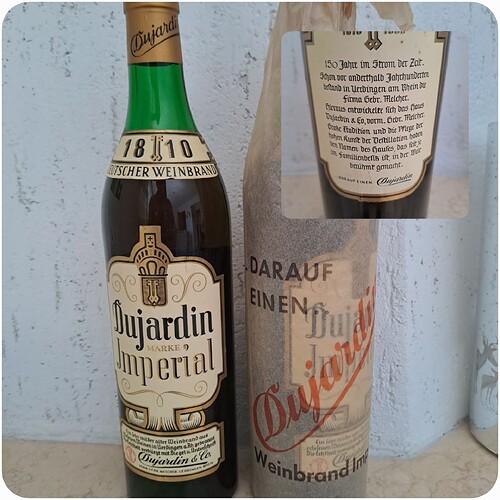 Dujardin
1810
DEUTSCHER WEINBRAND
Dujardin
MARKE
Imperial
Dujardin & Co.
DARAUF
EINEN..
Dujardin
Weinbrand Imp
150 Jahre im Strom der Zeit.
Schon vor anderthalb Jahrhunderten
bestand in Uerdingen am Rhein die
Firma Gebr. Melcher.
Hieraus entwickelte sich das Haus
Dujardin & Co, vorm. Gebr. Melcher.
Tradition und die Pflege der
hohen Kunst der Destillation haben
den Namen des Hauses, das seit je
im Familienbesitz ist, in der Welt
berühmt gemacht.
DARAUF EINEN Dujardin